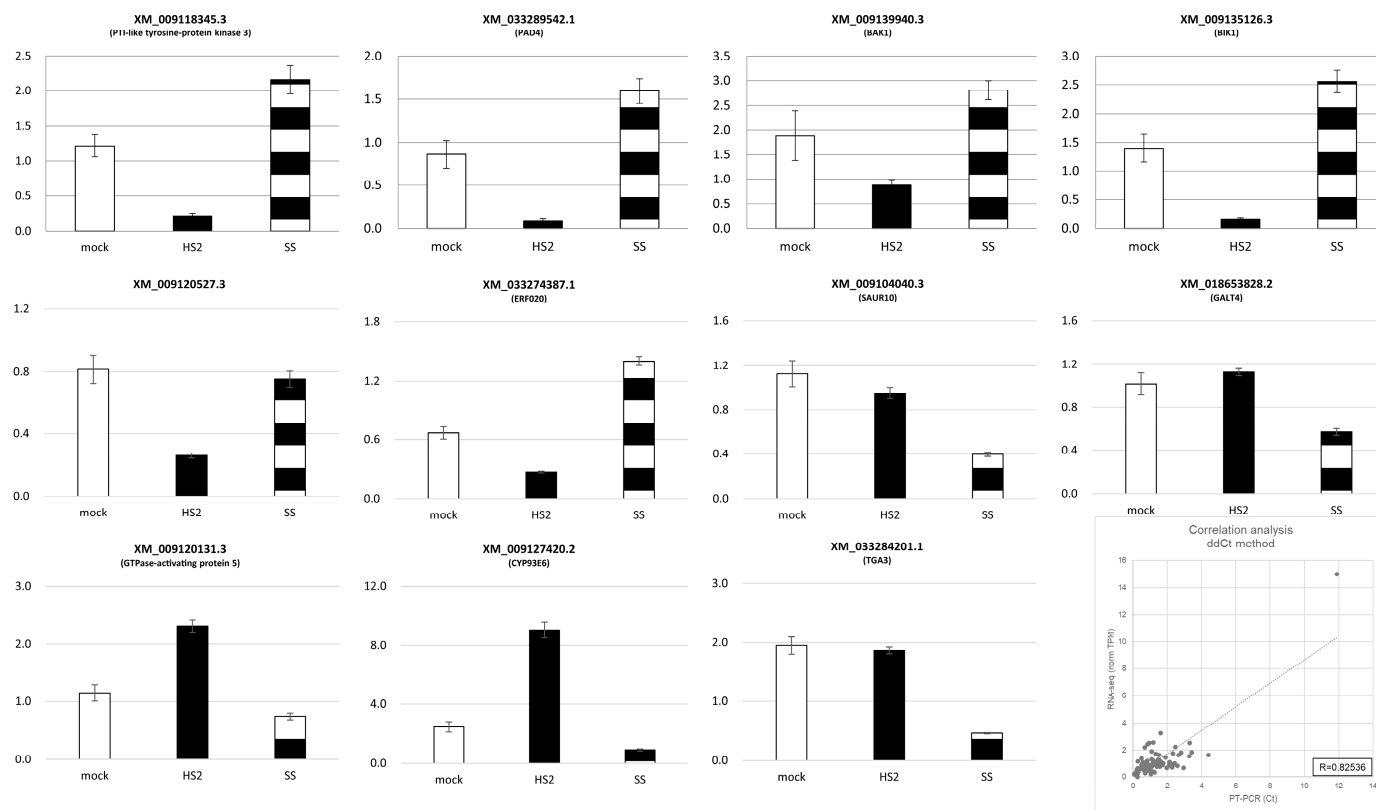 XM_009118345.3
(PTI-like tyrosine-protein kinase 3)
2.5
2.0
1.5
1.0
0.5
0.0
mock HS2 SS
XM_033289542.1
(PAD4)
2.0
1.5
1.0
0.5
0.0
mock HS2 SS
XM_009139940.3
(BAK1)
3.5
3.0
2.5
2.0
1.5
1.0
0.5
0.0
mock HS2 SS
XM_009135126.3
(BIK1)
3.0
2.5
2.0
1.5
1.0
0.5
0.0
mock HS2 SS
XM_009120527.3
1.2
0.8
0.4
0.0
mock HS2 SS
XM_033274387.1
(ERF020)
1.8
1.2
0.6
0.0
mock HS2 SS
XM_009104040.3
(SAUR10)
1.6
1.2
0.8
0.4
0.0
mock HS2 SS
XM_018653828.2
(GALT4)
1.6
1.2
0.8
0.4
0.0
mock HS2 SS
XM_009120131.3
(GTPase-activating protein 5)
3.0
2.0
1.0
0.0
mock HS2 SS
XM_009127420.2
(CYP93E6)
12.0
8.0
4.0
0.0
mock HS2 SS
XM_033284201.1
(TGA3)
3.0
2.0
1.0
0.0
mock HS2 SS
Correlation analysis
ddCt method
RNA-seq (norm TPM)
16
14
12
10
8
6
4
2
0
R=0,82536
0 2 4 6 8 10 12 14
PT-PCR (Ct)